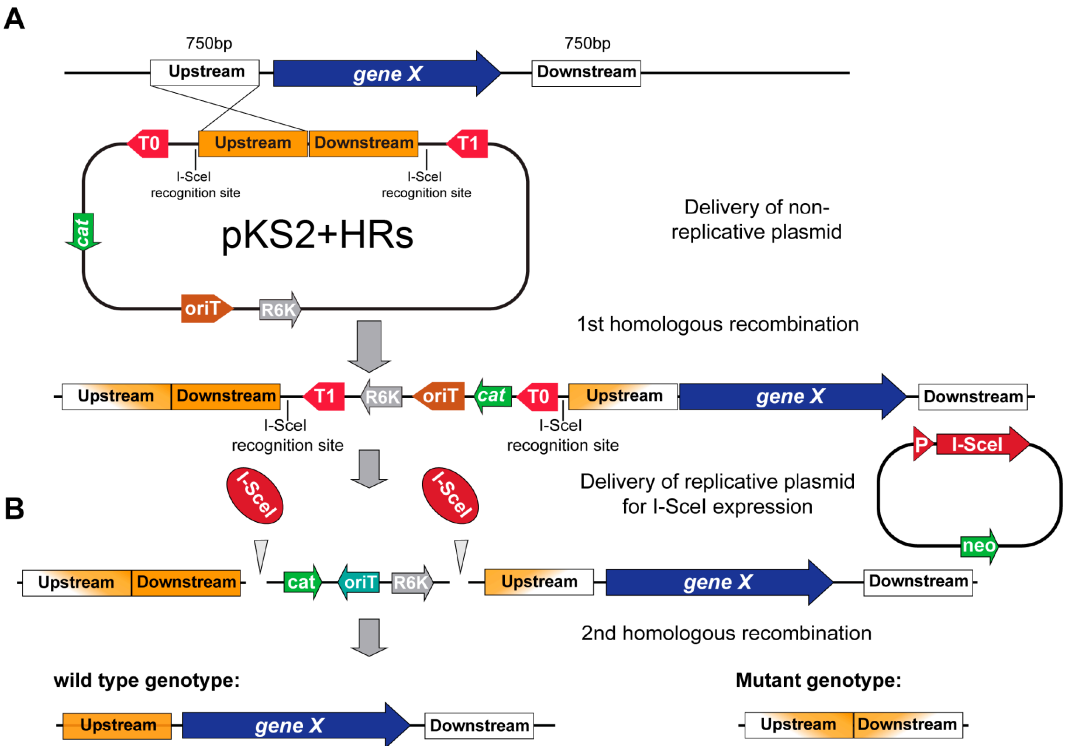 A
750bp
750bp
Upstream
gene X
Downstream
T0
Upstream
Downstream
T1
I-SceI
recognition site
I-SceI
recognition site
cat
pKS2+HRs
Delivery of non-
replicative plasmid
oriT
R6K
1st homologous recombination
Upstream
Downstream
T1
R6K
oriT
cat
T0
Upstream
gene X
Downstream
I-SceI
recognition site
I-SceI
recognition site
P
I-SceI
neo
Delivery of replicative plasmid
for I-SceI expression
B
I-SceI
I-SceI
Upstream
Downstream
cat
oriT
R6K
Upstream
gene X
Downstream
2nd homologous recombination
wild type genotype:
Upstream
gene X
Downstream
Mutant genotype:
Upstream
Downstream